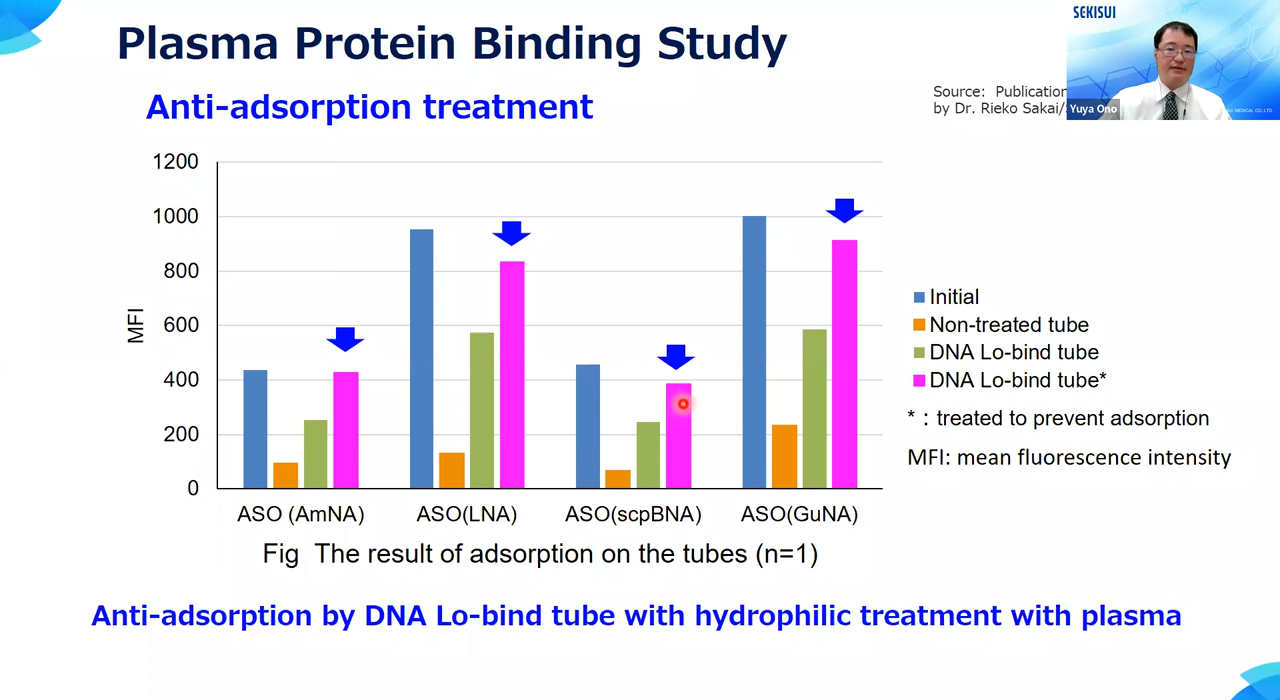 Plasma Protein Binding Study
SEKISUI
Anti-adsorption treatment
Source: Publication
by Dr. Rieko Sakai/
Yuya Ono
MEDICAL CO.,LTD.
1200
1000
800
600
400
200
0
MFI
ASO (AmNA)
ASO(LNA)
ASO(scpBNA)
ASO(GuNA)
Initial
Non-treated tube
DNA Lo-bind tube
DNA Lo-bind tube*
* : treated to prevent adsorption
MFI: mean fluorescence intensity
Fig The result of adsorption on the tubes (n=1)
Anti-adsorption by DNA Lo-bind tube with hydrophilic treatment with plasma